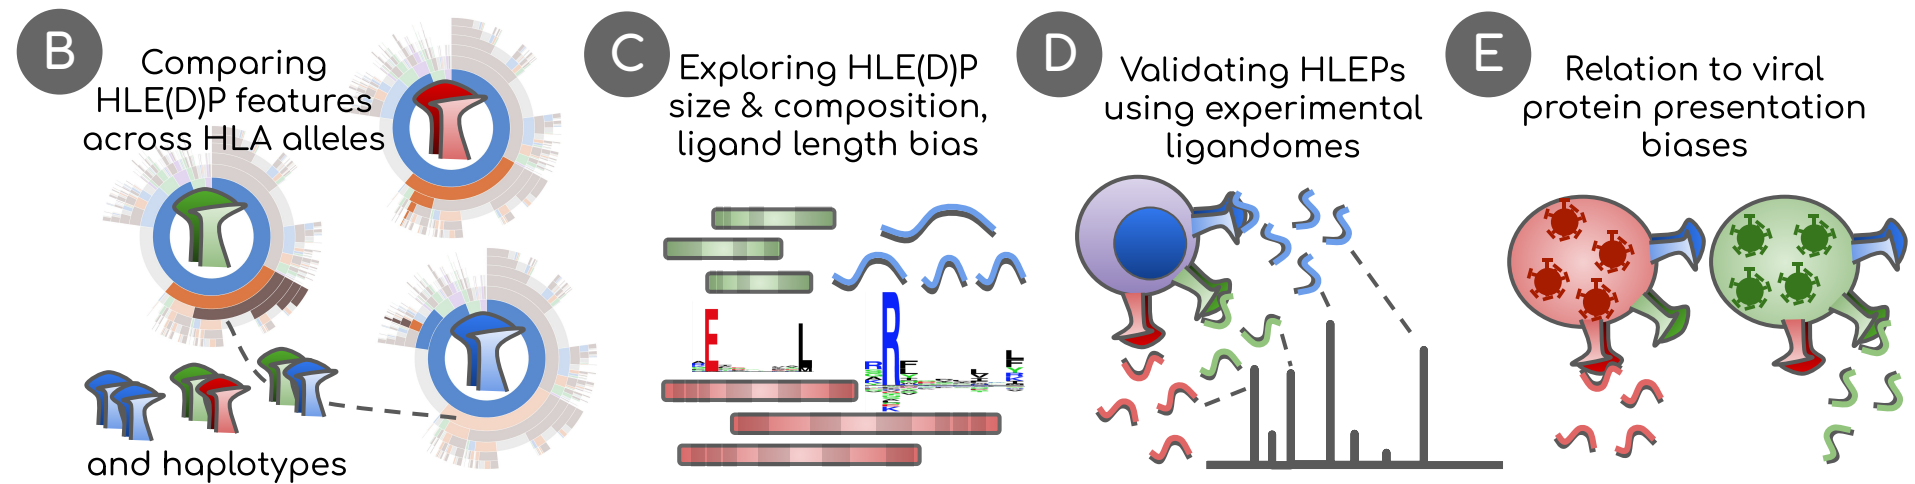 B
Comparing
HLE(D)P features
across HLA alleles
and haplotypes
C
Exploring HLE(D)P
size & composition,
ligand length bias
E
L
R
D
Validating HLEPs
using experimental
ligandomes
E
Relation to viral
protein presentation
biases